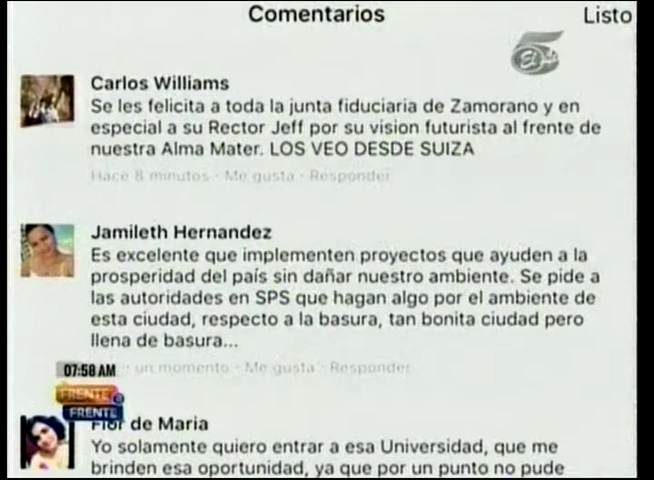 Comentarios
Listo
5
El
Carlos Williams
Se les felicita a toda la junta fiduciaria de Zamorano y en
especial a su Rector Jeff por su vision futurista al frente de
nuestra Alma Mater. LOS VEO DESDE SUIZA
Hace 8 minutos · Me gusta · Responder
Jamileth Hernandez
Es excelente que implementen proyectos que ayuden a la
prosperidad del país sin dañar nuestro ambiente. Se pide a
las autoridades en SPS que hagan algo por el ambiente de
esta ciudad, respecto a la basura, tan bonita ciudad pero
llena de basura...
un momento · Me gusta · Responder
07:58 AM
FRENTE a
FRENTE
Flor de Maria
Yo solamente quiero entrar a esa Universidad, que me
brinden esa oportunidad, ya que por un punto no pude